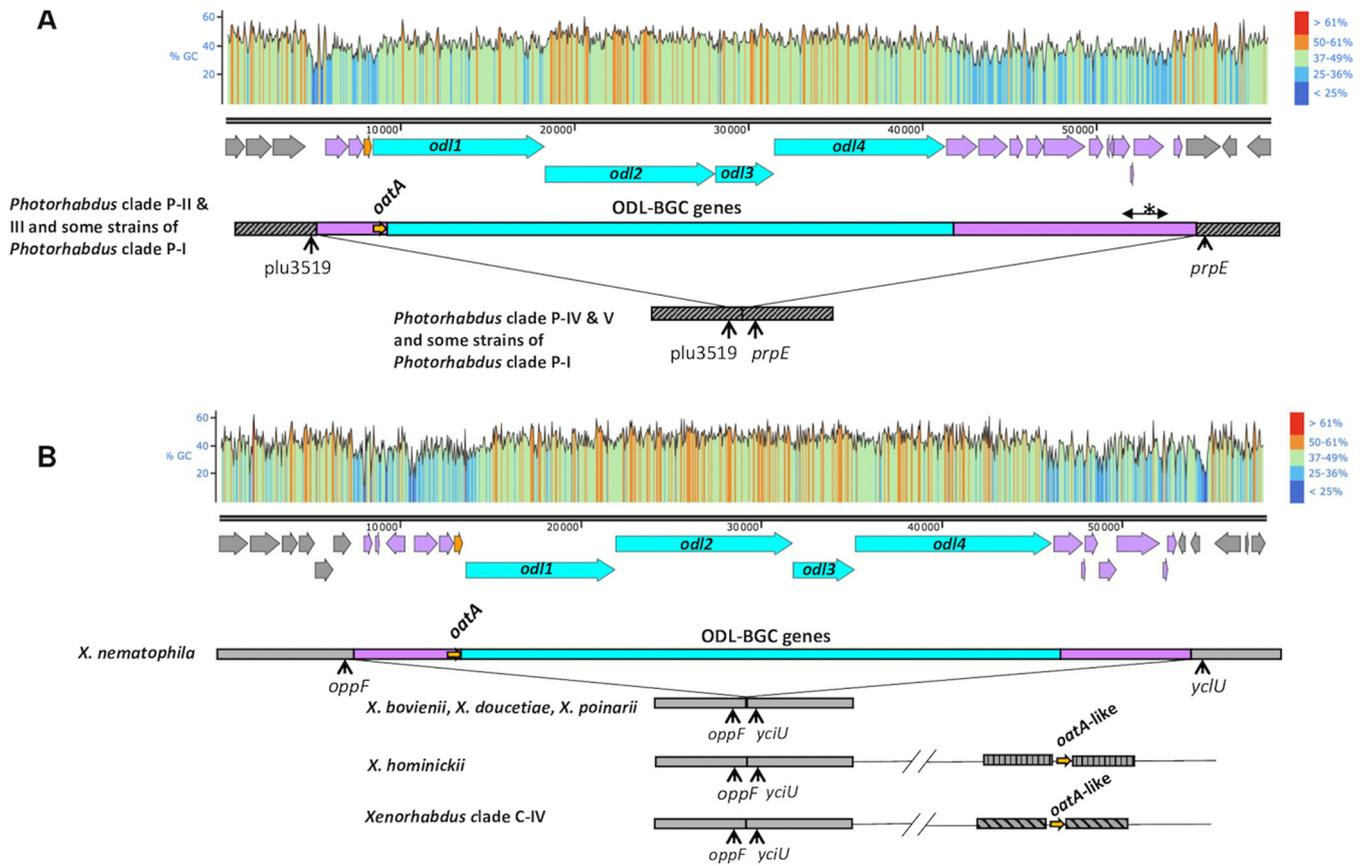 A
60
40
% GC
20
> 61%
50-61%
37-49%
25-36%
< 25%
10000
20000
30000
40000
50000
odl1
odl4
odl2
odl3
Photorhabdus clade P-II &
III and some strains of
Photorhabdus clade P-I
oatA
ODL-BGC genes
*
plu3519
prpE
Photorhabdus clade P-IV & V
and some strains of
Photorhabdus clade P-I
plu3519
prpE
B
60
40
% GC
20
> 61%
50-61%
37-49%
25-36%
< 25%
10000
20000
30000
40000
50000
odl2
odl4
odl1
odl3
oatA
ODL-BGC genes
X. nematophila
oppF
yclU
X. bovienii, X. doucetiae, X. poinarii
oppF yciU
X. hominickii
oatA-like
oppF yciU
Xenorhabdus clade C-IV
oatA-like
oppF yciU